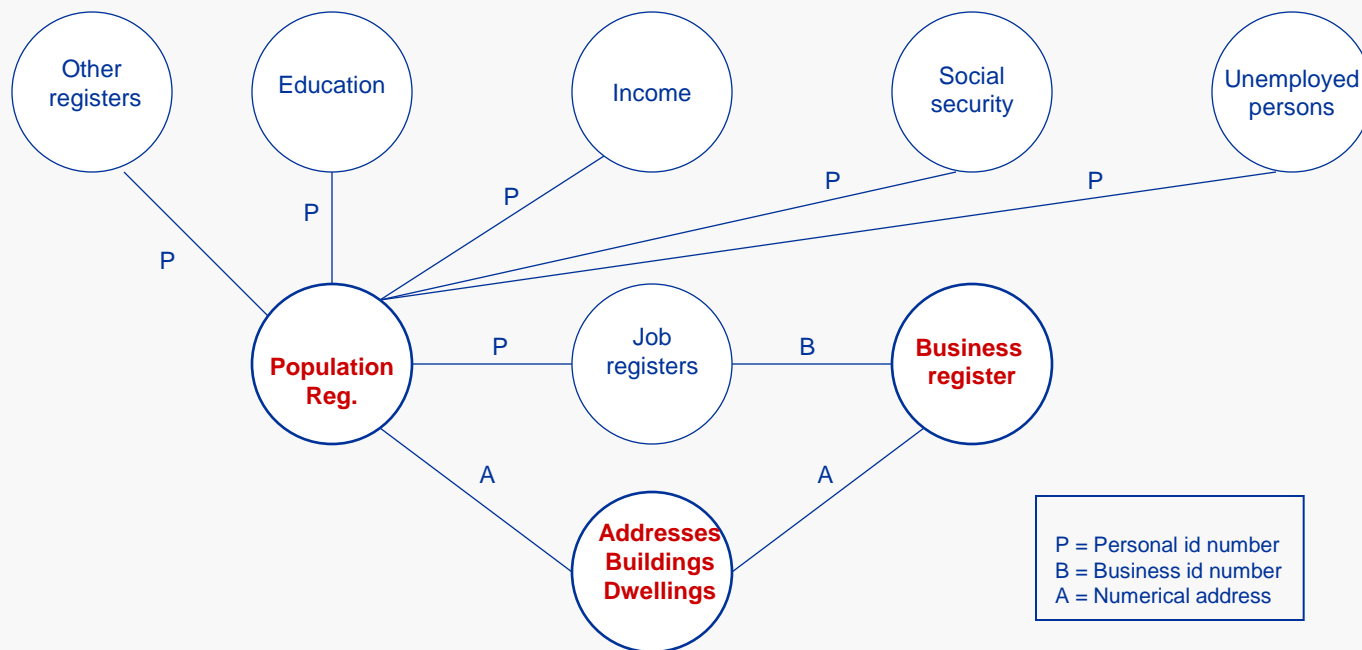 Other
registers
Education
Income
Social
security
Unemployed
persons
P
P
P
P
P
Population
Reg.
P
Job
registers
B
Business
register
A
A
Addresses
Buildings
Dwellings
P = Personal id number
B = Business id number
A = Numerical address